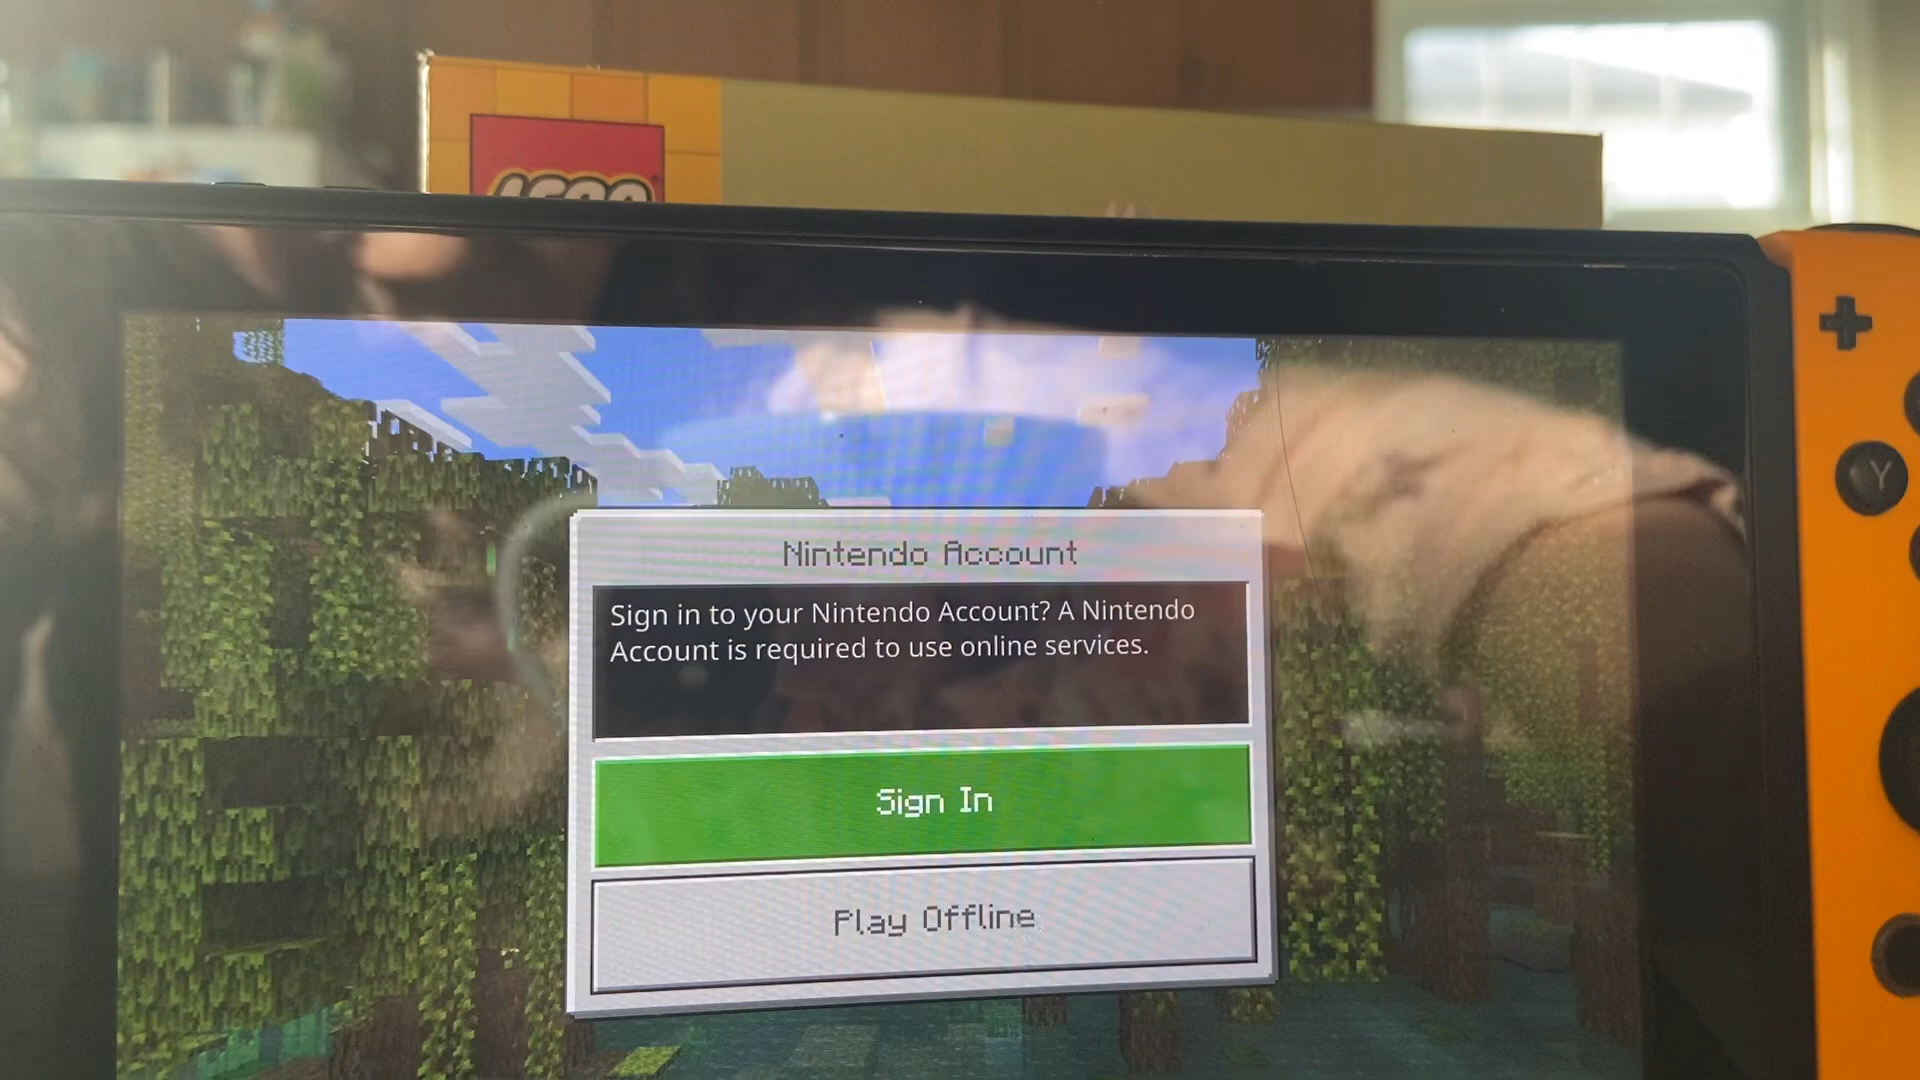 LEGO
Nintendo Account
Sign in to your Nintendo Account? A Nintendo
Account is required to use online services.
Sign In
Play Offline
Y